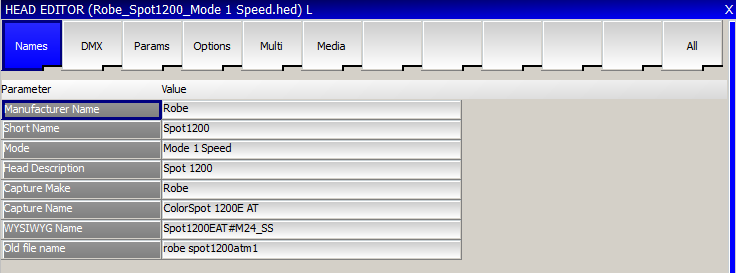 HEAD EDITOR (Robe_Spot1200_Mode 1 Speed.hed) L X
Names DMX Params Options Multi Media All
Parameter Value
Manufacturer Name Robe
Short Name Spot1200
Mode Mode 1 Speed
Head Description Spot 1200
Capture Make Robe
Capture Name ColorSpot 1200E AT
WYSIWYG Name Spot1200EAT#M24_SS
Old file name robe spot1200atm1